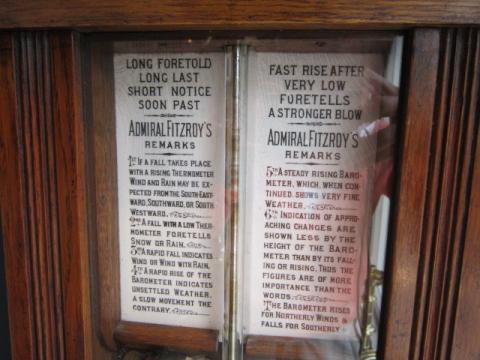 LONG FORETOLD
LONG LAST
SHORT NOTICE
SOON PAST
ADMIRAL FITZROY'S
REMARKS
1st IF A FALL TAKES PLACE
WITH A RISING THERMOMETER
WIND AND RAIN MAY BE EX-
PECTED FROM THE SOUTH-EAST-
WARD, SOUTHWARD, OR SOUTH
WESTWARD.
2nd A FALL WITH A LOW THER-
MOMETER FORETELLS
SNOW OR RAIN.
3rd A RAPID FALL INDICATES
WIND OR WIND WITH RAIN.
4th A RAPID RISE OF THE
BAROMETER INDICATES
UNSETTLED WEATHER,
A SLOW MOVEMENT THE
CONTRARY.
FAST RISE AFTER
VERY LOW
FORETELLS
A STRONGER BLOW
ADMIRAL FITZROY'S
REMARKS
5th A STEADY RISING BARO-
METER, WHICH, WHEN CON-
TINUED, SHOWS VERY FINE
WEATHER.
6th INDICATION OF APPRO-
ACHING CHANGES ARE
SHOWN LESS BY THE
HEIGHT OF THE BARO-
METER THAN BY ITS FALL-
ING OR RISING, THUS THE
FIGURES ARE OF MORE
IMPORTANCE THAN THE
WORDS.
THE BAROMETER RISES
FOR NORTHERLY WINDS &
FALLS FOR SOUTHERLY